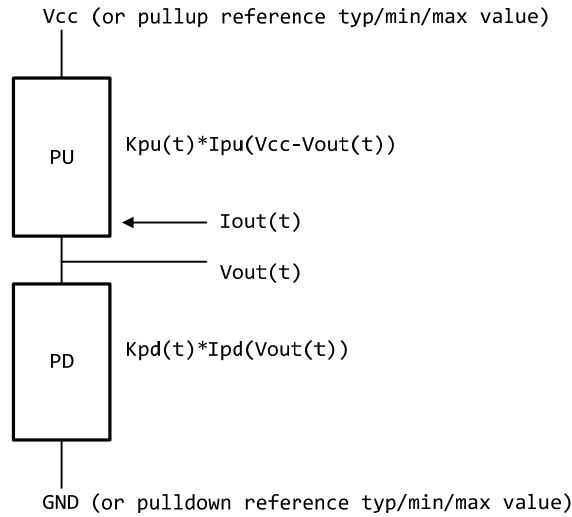 Vcc (or pullup reference typ/min/max value)
PU
Kpu(t)*Ipu(Vcc-Vout(t))
Iout(t)
Vout(t)
PD
Kpd(t)*Ipd(Vout(t))
GND (or pulldown reference typ/min/max value)